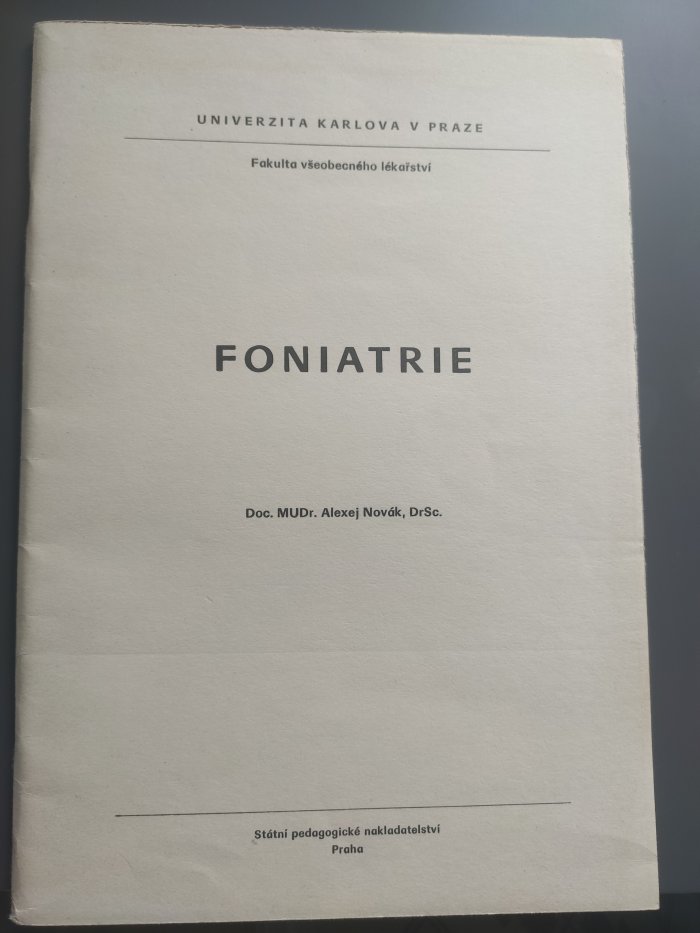 UNIVERZITA KARLOVA V PRAZE
Fakulta všeobecného lékařství
FONIATRIE
Doc. MUDr. Alexej Novák, DrSc.
Státní pedagogické nakladatelství
Praha